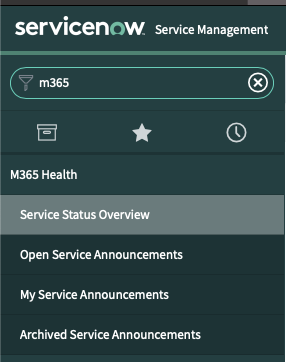 servicenow Service Management
m365
M365 Health
Service Status Overview
Open Service Announcements
My Service Announcements
Archived Service Announcements